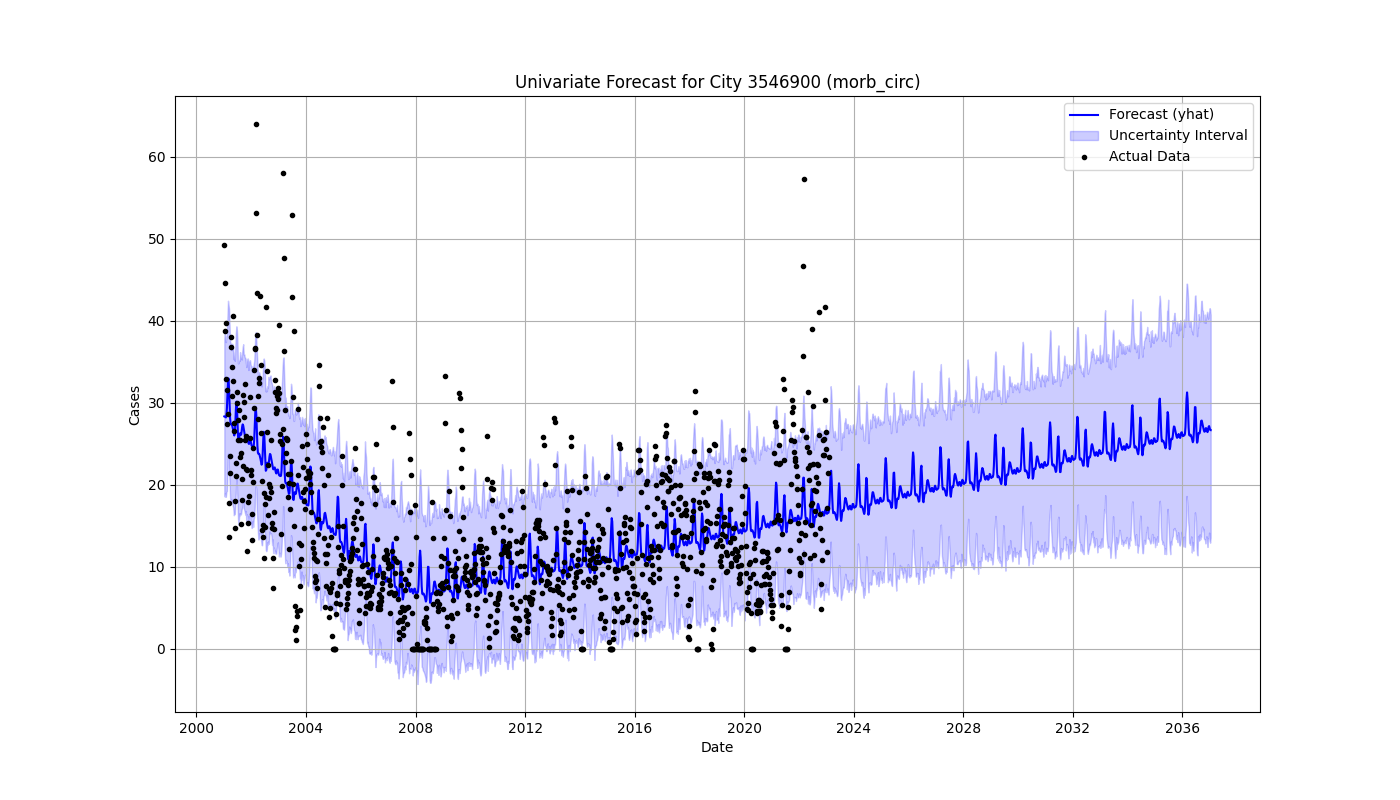 Univariate Forecast for City 3546900 (morb_circ)
Forecast (yhat)
Uncertainty Interval
Actual Data
Cases
60
50
40
30
20
10
0
2000 2004 2008 2012 2016 2020 2024 2028 2032 2036
Date